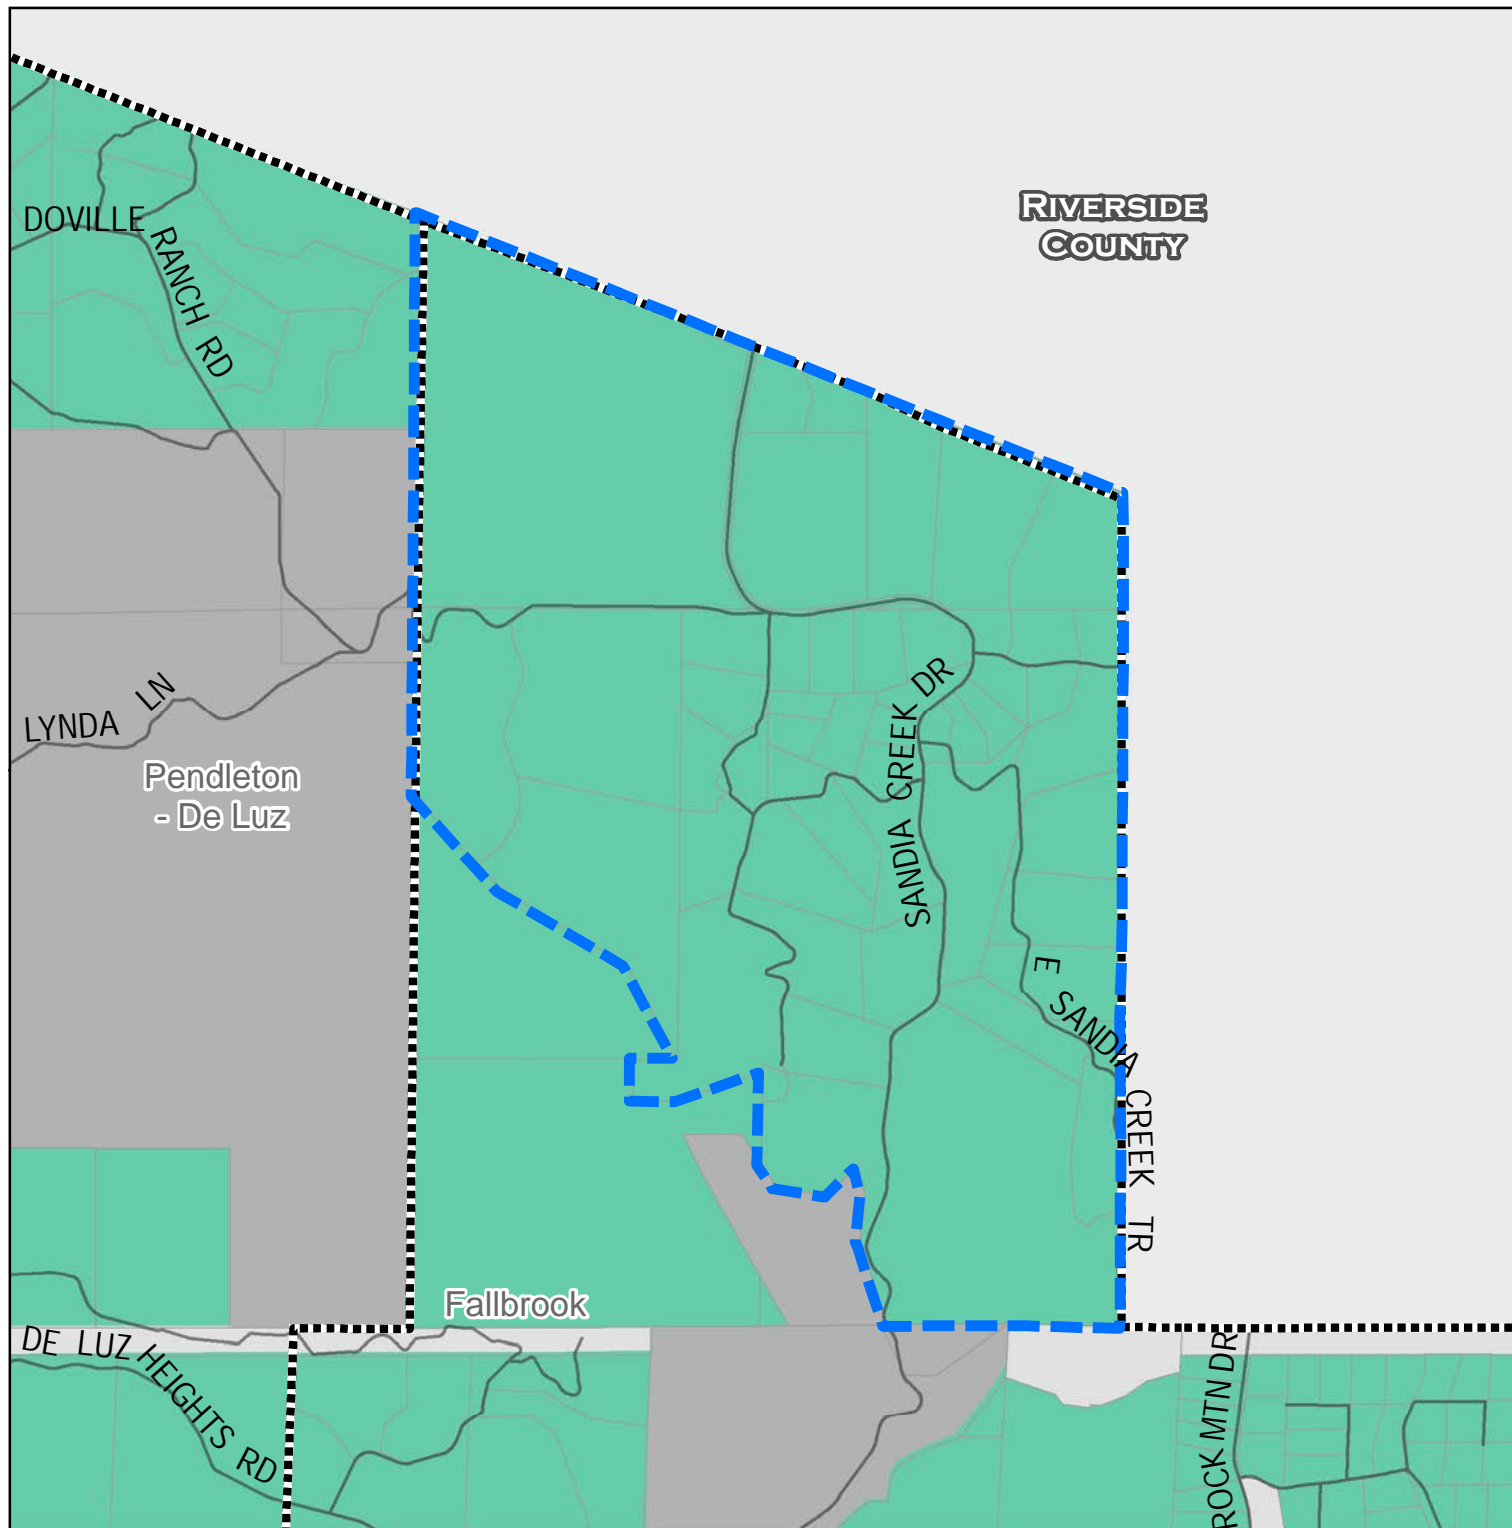 RIVERSIDE
COUNTY
DOVILLE
RANCH RD
SANDIA CREEK DR
LYNDA LN
Pendleton
- De Luz
E SANDIA CREEK TR
Fallbrook
DE LUZ HEIGHTS RD
ROCK MTN DR